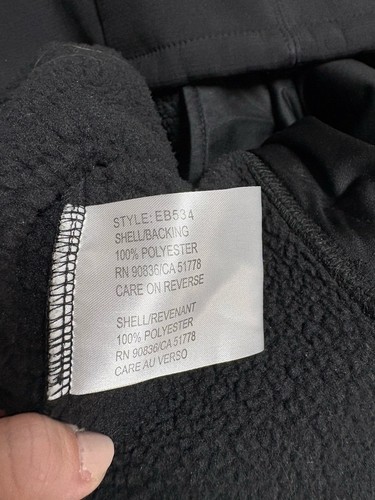 STYLE: EB534
SHELL/BACKING
100% POLYESTER
RN 90836/CA 51778
CARE ON REVERSE
SHELL/REVENANT
100% POLYESTER
RN 90836/CA 51778
CARE AU VERSO